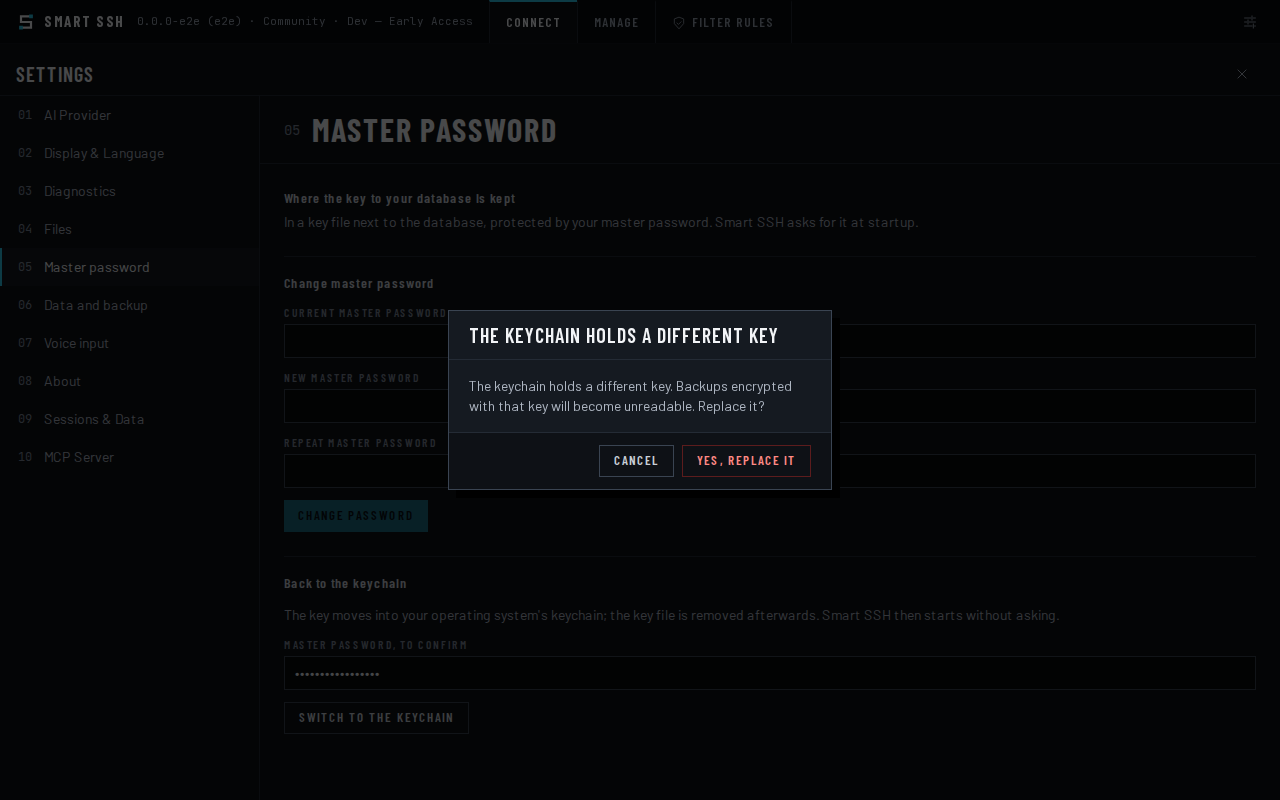 SMART SSH 0.0.0-e2e (e2e) · Community · Dev — Early Access CONNECT MANAGE FILTER RULES
SETTINGS
01 AI Provider
02 Display & Language
03 Diagnostics
04 Files
05 Master password
06 Data and backup
07 Voice input
08 About
09 Sessions & Data
10 MCP Server
05 MASTER PASSWORD
Where the key to your database is kept
In a key file next to the database, protected by your master password. Smart SSH asks for it at startup.
Change master password
CURRENT MASTER PASSWORD
NEW MASTER PASSWORD
REPEAT MASTER PASSWORD
CHANGE PASSWORD
THE KEYCHAIN HOLDS A DIFFERENT KEY
The keychain holds a different key. Backups encrypted
with that key will become unreadable. Replace it?
CANCEL YES, REPLACE IT
Back to the keychain
The key moves into your operating system's keychain; the key file is removed afterwards. Smart SSH then starts without asking.
MASTER PASSWORD, TO CONFIRM
•••••••••••••••••
SWITCH TO THE KEYCHAIN